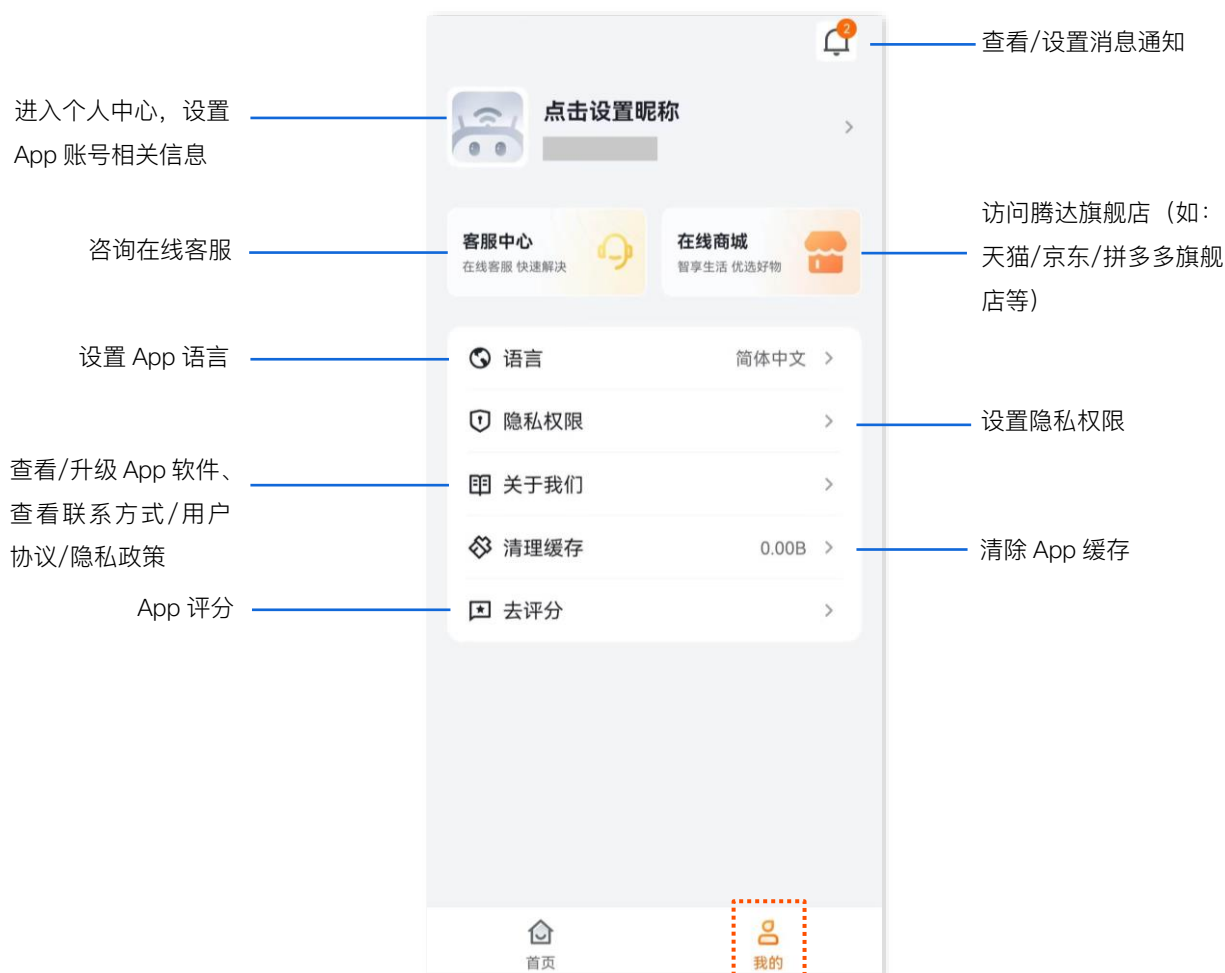 2
查看/设置消息通知
进入个人中心，设置
App 账号相关信息
点击设置昵称
咨询在线客服
客服中心
在线客服 快速解决
在线商城
智享生活 优选好物
访问腾达旗舰店（如：
天猫/京东/拼多多旗舰
店等）
设置 App 语言
语言
简体中文
隐私权限
设置隐私权限
查看/升级 App 软件、
查看联系方式/用户
协议/隐私政策
关于我们
清理缓存
0.00B
清除 App 缓存
App 评分
去评分
首页
我的